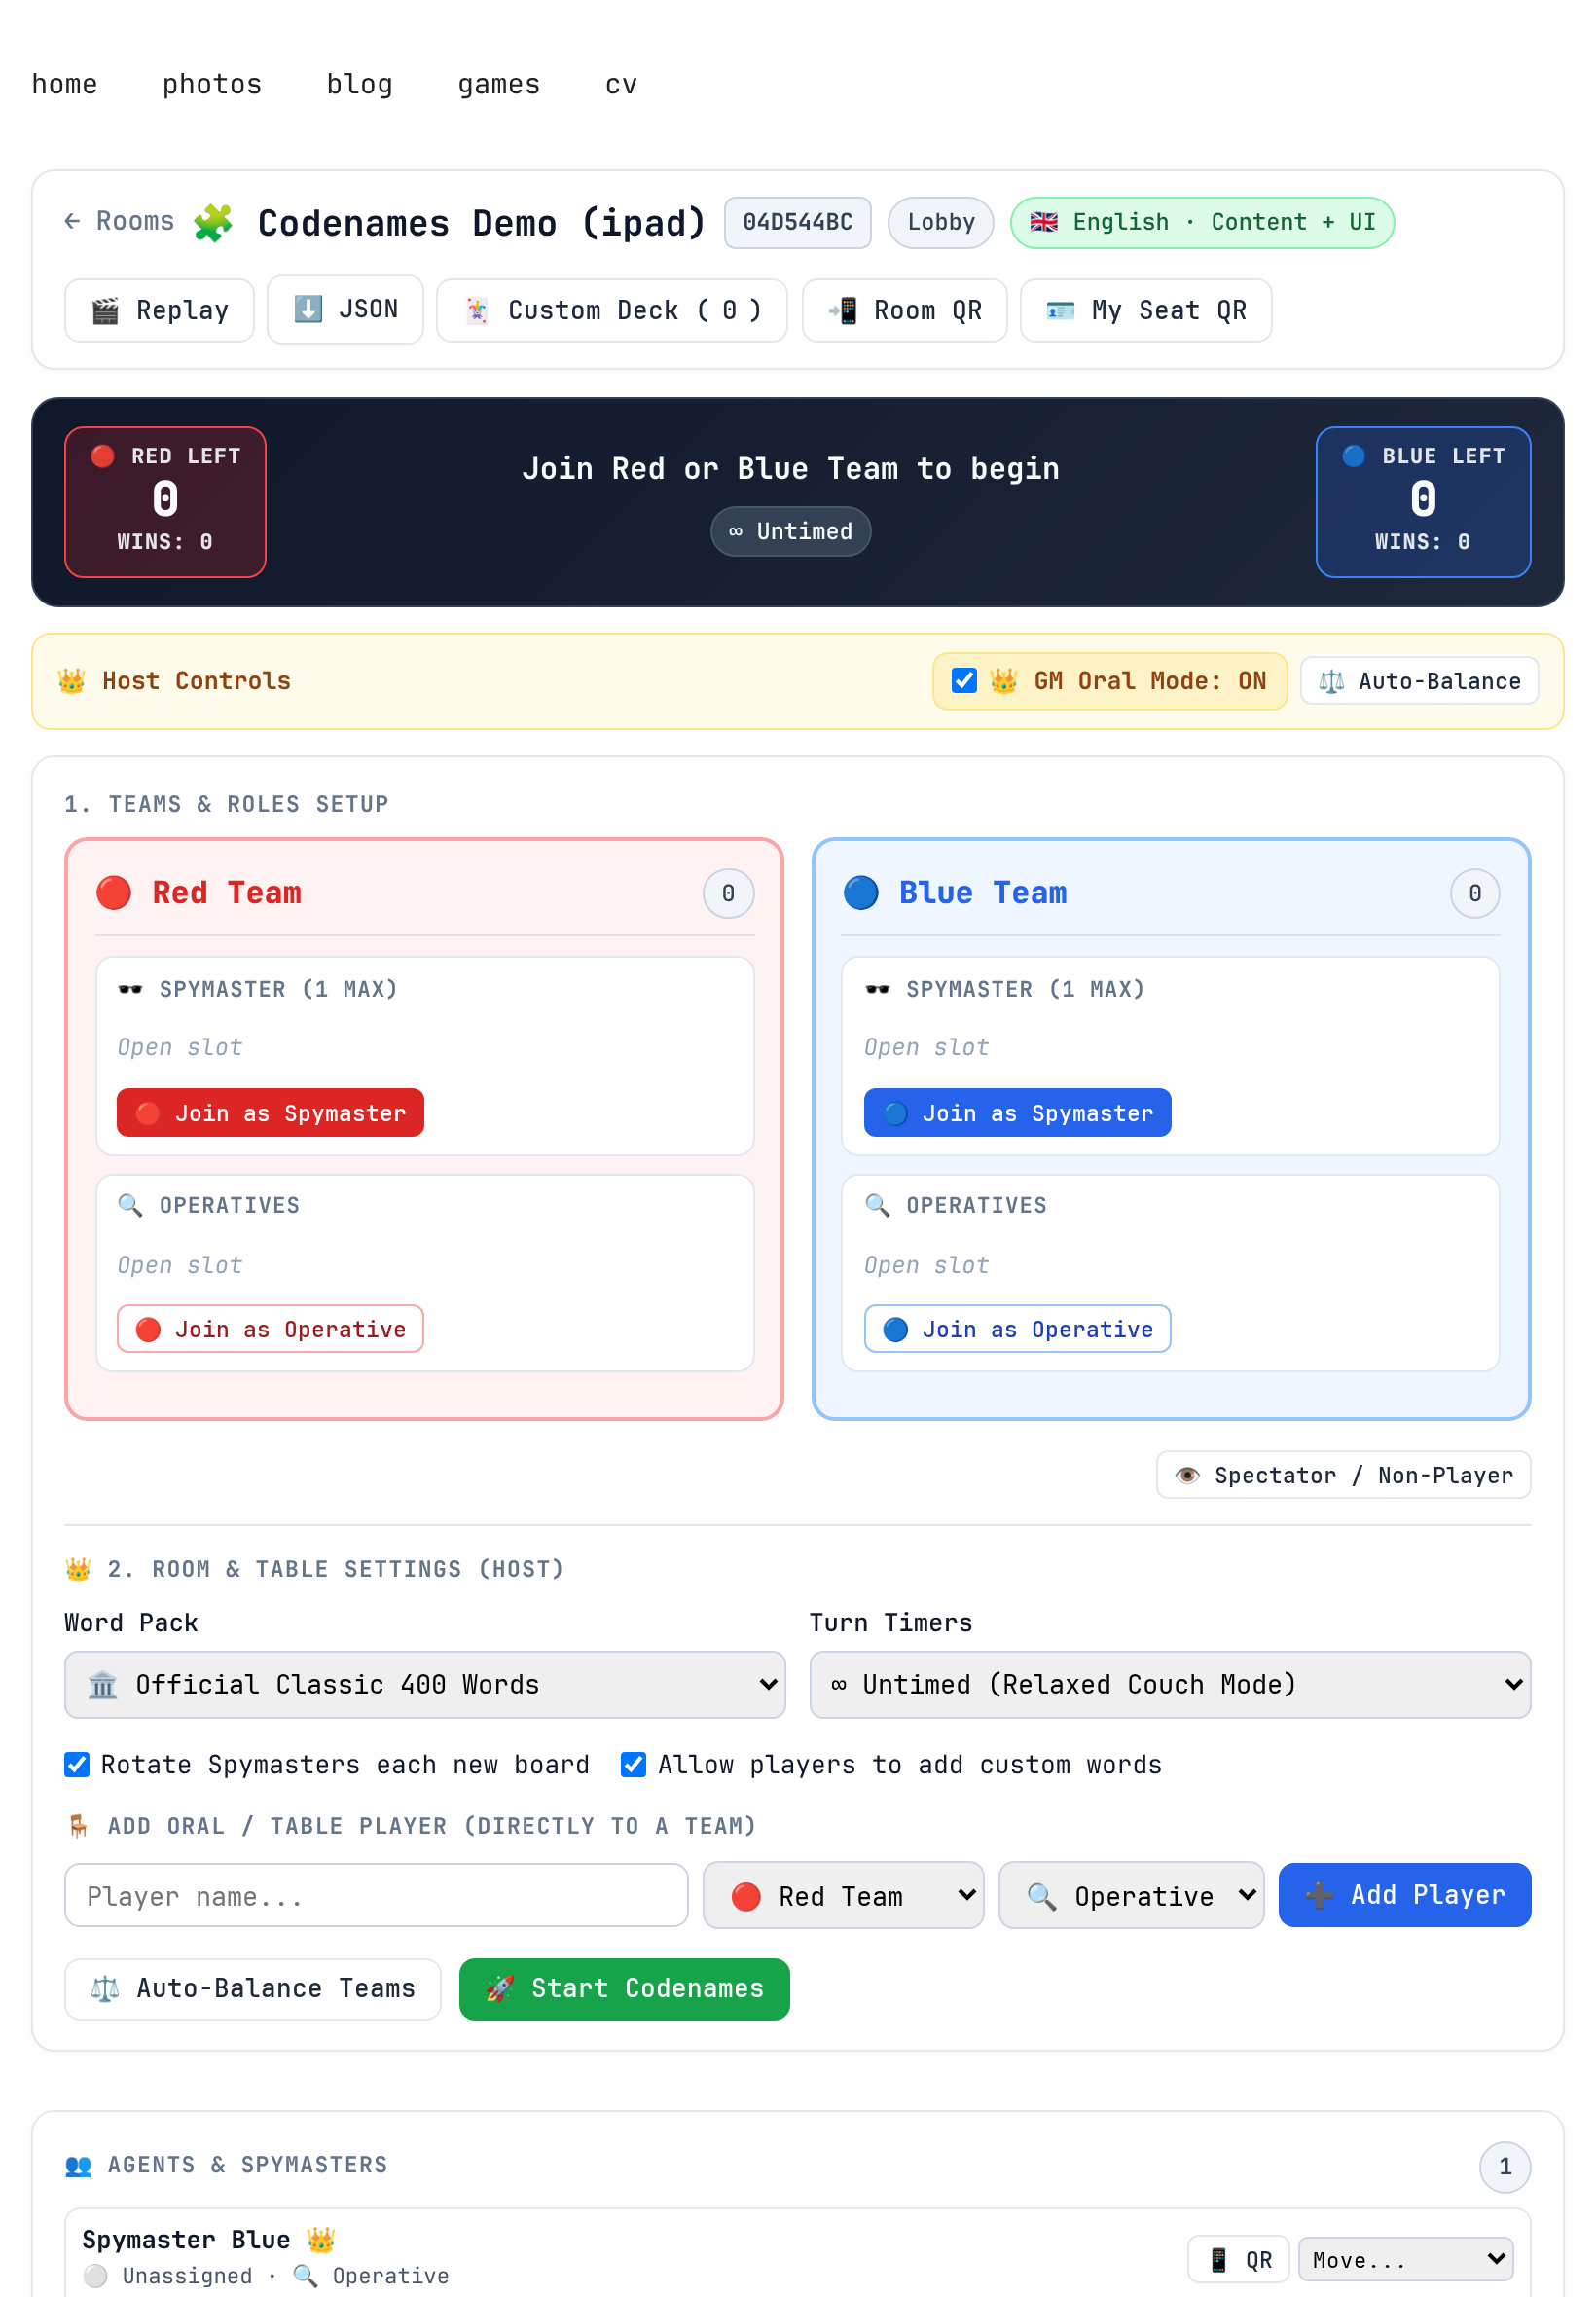 home photos blog games cv
← Rooms 🧩 Codenames Demo (ipad) 04D544BC Lobby 🇬🇧 English · Content + UI
🎬 Replay ⬇️ JSON 🃏 Custom Deck ( 0 ) 📲 Room QR 🪪 My Seat QR
🔴 RED LEFT
0
WINS: 0
Join Red or Blue Team to begin
∞ Untimed
🔵 BLUE LEFT
0
WINS: 0
👑 Host Controls 👑 GM Oral Mode: ON ⚖️ Auto-Balance
1. TEAMS & ROLES SETUP
🔴 Red Team 0
🕶️ SPYMASTER (1 MAX)
Open slot
🔴 Join as Spymaster
🔍 OPERATIVES
Open slot
🔴 Join as Operative
🔵 Blue Team 0
🕶️ SPYMASTER (1 MAX)
Open slot
🔵 Join as Spymaster
🔍 OPERATIVES
Open slot
🔵 Join as Operative
👁️ Spectator / Non-Player
👑 2. ROOM & TABLE SETTINGS (HOST)
Word Pack
🏛️ Official Classic 400 Words
Turn Timers
∞ Untimed (Relaxed Couch Mode)
Rotate Spymasters each new board Allow players to add custom words
🪑 ADD ORAL / TABLE PLAYER (DIRECTLY TO A TEAM)
Player name... 🔴 Red Team 🔍 Operative ➕ Add Player
⚖️ Auto-Balance Teams 🚀 Start Codenames
👥 AGENTS & SPYMASTERS 1
Spymaster Blue 👑
⚪ Unassigned · 🔍 Operative
📱 QR Move...